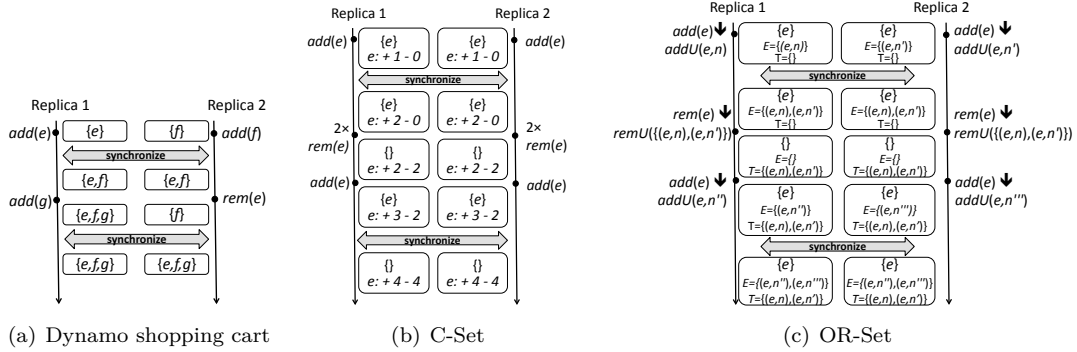 Replica 1 Replica 2
add(e) {e} {f} add(f)
synchronize
{e,f} {e,f}
add(g) rem(e)
{e,f,g} {f}
synchronize
{e,f,g} {e,f,g}
(a) Dynamo shopping cart
Replica 1 Replica 2
add(e) {e} {e} add(e)
e: + 1 - 0 e: + 1 - 0
synchronize
{e} {e}
e: + 2 - 0 e: + 2 - 0
2× 2×
rem(e) rem(e)
{} {}
e: + 2 - 2 e: + 2 - 2
add(e) add(e)
{e} {e}
e: + 3 - 2 e: + 3 - 2
synchronize
{} {}
e: + 4 - 4 e: + 4 - 4
(b) C-Set
Replica 1 Replica 2
add(e) {e} {e} add(e)
addU(e,n) E={(e,n)} E={(e,n')} addU(e,n')
T={} T={}
synchronize
{e} {e}
rem(e) E={(e,n),(e,n')} E={(e,n),(e,n')} rem(e)
remU({(e,n),(e,n')}) T={} T={} remU({(e,n),(e,n')})
{} {}
E={} E={}
T={(e,n),(e,n')} T={(e,n),(e,n')}
add(e) {e} {e} add(e)
addU(e,n'') E={(e,n'')} E={(e,n''')} addU(e,n''')
T={(e,n),(e,n')} T={(e,n),(e,n')}
synchronize
{e} {e}
E={(e,n''),(e,n''')} E={(e,n''),(e,n''')}
T={(e,n),(e,n')} T={(e,n),(e,n')}
(c) OR-Set